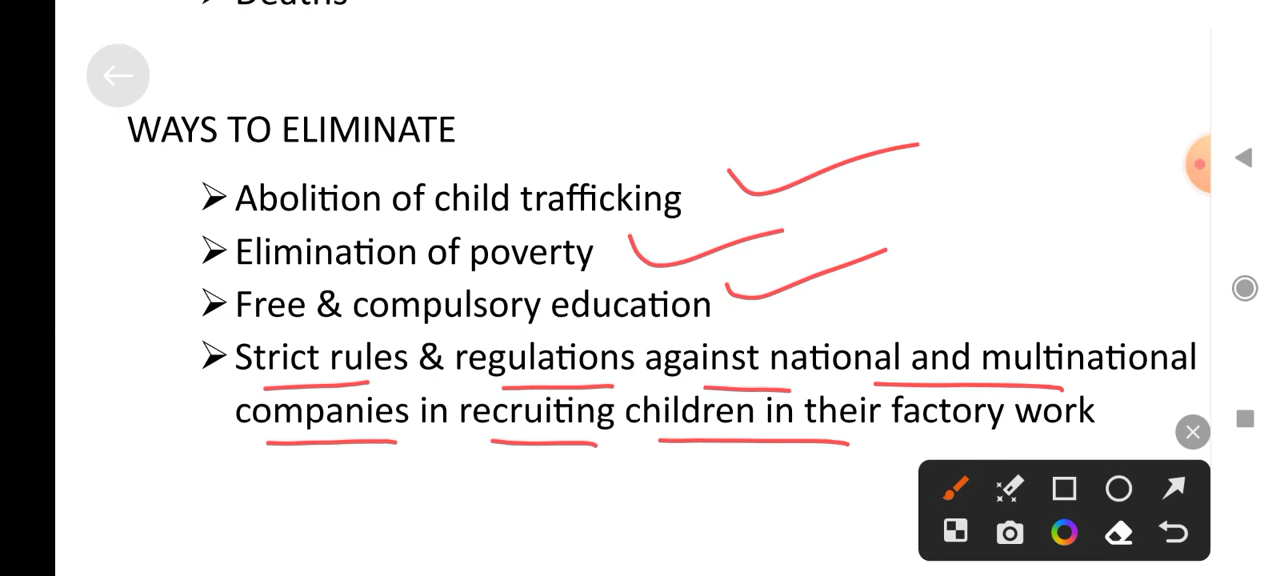 Deaths
WAYS TO ELIMINATE
➢ Abolition of child trafficking
➢ Elimination of poverty
➢ Free & compulsory education
➢ Strict rules & regulations against national and multinational
companies in recruiting children in their factory work